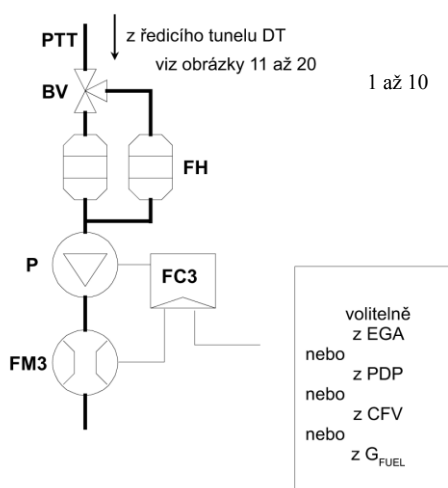 PTT
z ředicího tunelu DT
viz obrázky 11 až 20
1 až 10
BV
FH
P
FC3
FM3
volitelně
z EGA
nebo
z PDP
nebo
z CFV
nebo
z GFUEL